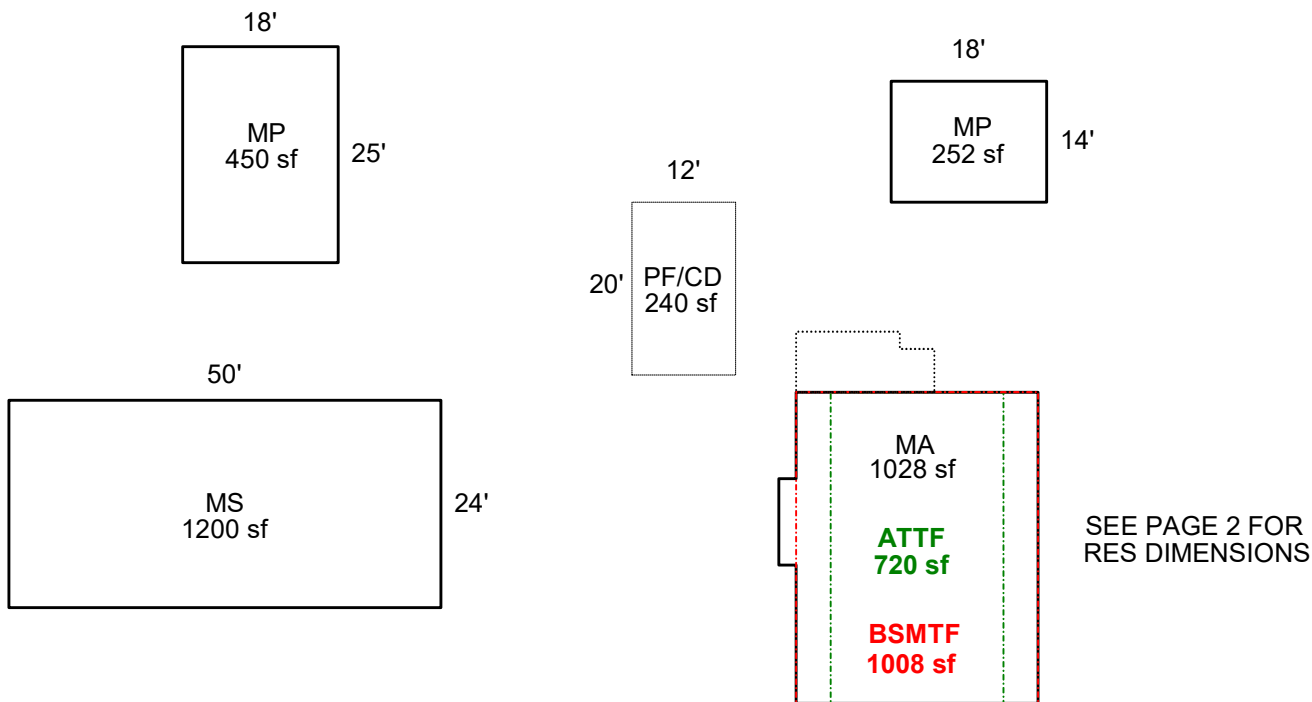 18'
MP
450 sf
25'
18'
MP
252 sf
14'
12'
20'
PF/CD
240 sf
50'
MS
1200 sf
24'
MA
1028 sf
ATTF
720 sf
BSMTF
1008 sf
SEE PAGE 2 FOR
RES DIMENSIONS